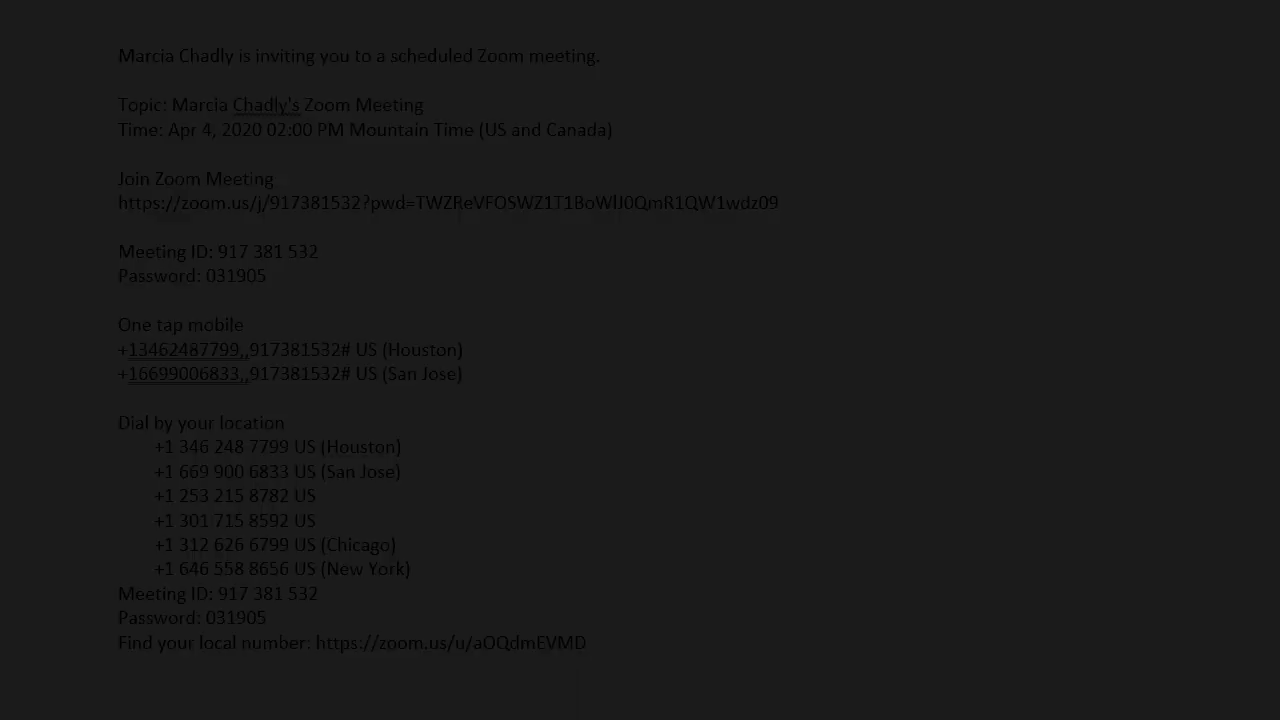 Marcia Chadly is inviting you to a scheduled Zoom meeting.
Topic: Marcia Chadly's Zoom Meeting
Time: Apr 4, 2020 02:00 PM Mountain Time (US and Canada)
Join Zoom Meeting
https://zoom.us/j/917381532?pwd=TWZReVFOSWZ1T1BoWlJ0QmR1QW1wdz09
Meeting ID: 917 381 532
Password: 031905
One tap mobile
+13462487799,,917381532# US (Houston)
+16699006833,,917381532# US (San Jose)
Dial by your location
+1 346 248 7799 US (Houston)
+1 669 900 6833 US (San Jose)
+1 253 215 8782 US
+1 301 715 8592 US
+1 312 626 6799 US (Chicago)
+1 646 558 8656 US (New York)
Meeting ID: 917 381 532
Password: 031905
Find your local number: https://zoom.us/u/aOQdmEVMD